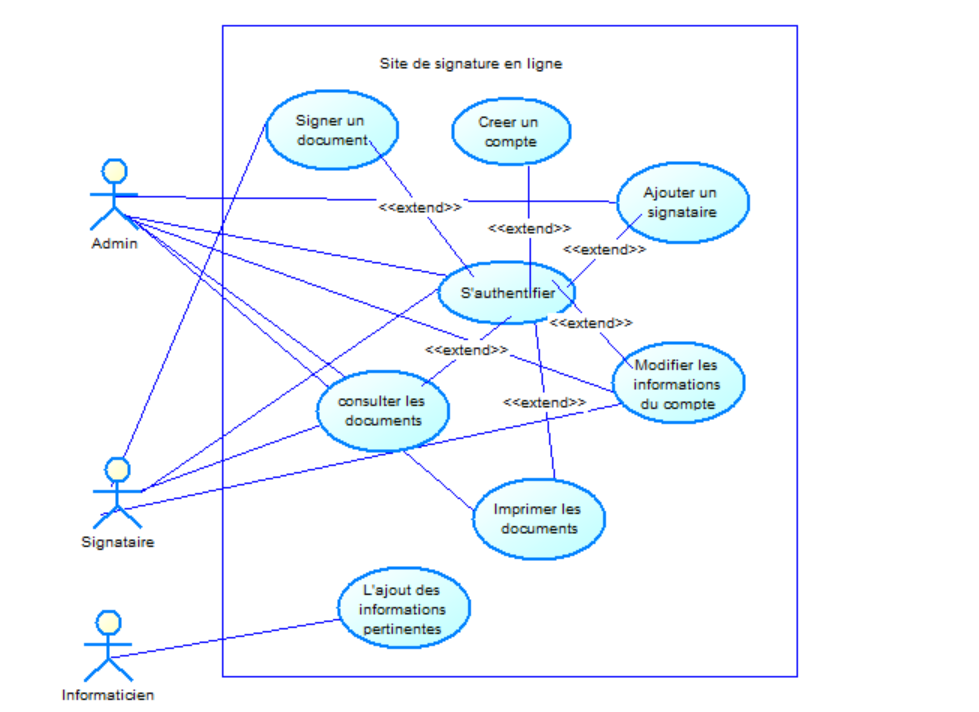 Site de signature en ligne
Signer un
document
Creer un
compte
Ajouter un
signataire
Admin
<<extend>>
<<extend>>
<<extend>>
S'authentifier
<<extend>>
<<extend>>
Modifier les
informations
du compte
consulter les
documents
<<extend>>
Signataire
Imprimer les
documents
L'ajout des
informations
pertinentes
Informaticien